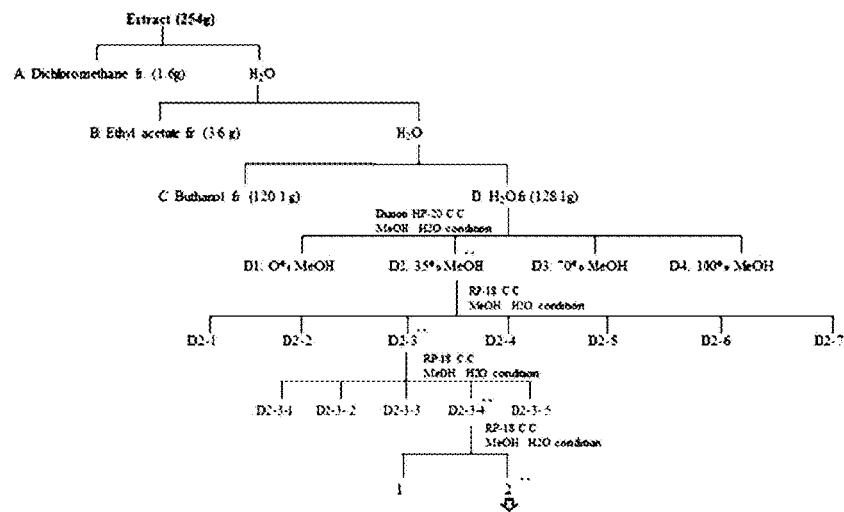 Extract (254g)
A. Dichloromethane fr. (1.6g) H₂O
B. Ethyl acetate fr. (3.6 g) H₂O
C. Buthanol fr. (120.1 g) D. H₂O fr (128.1g)
Diaion HP-20 C.C
MeOH H2O condition
D1: O% MeOH D2: 35% MeOH D3: 70% MeOH D4: 100% MeOH
RP-18 C.C
MeOH H2O condition
D2-1 D2-2 D2-3 D2-4 D2-5 D2-6 D2-7
RP-18 C.C
MeOH H2O condition
D2-3-1 D2-3-2 D2-3-3 D2-3-4 D2-3-5
RP-18 C.C
MeOH H2O condition
1 2